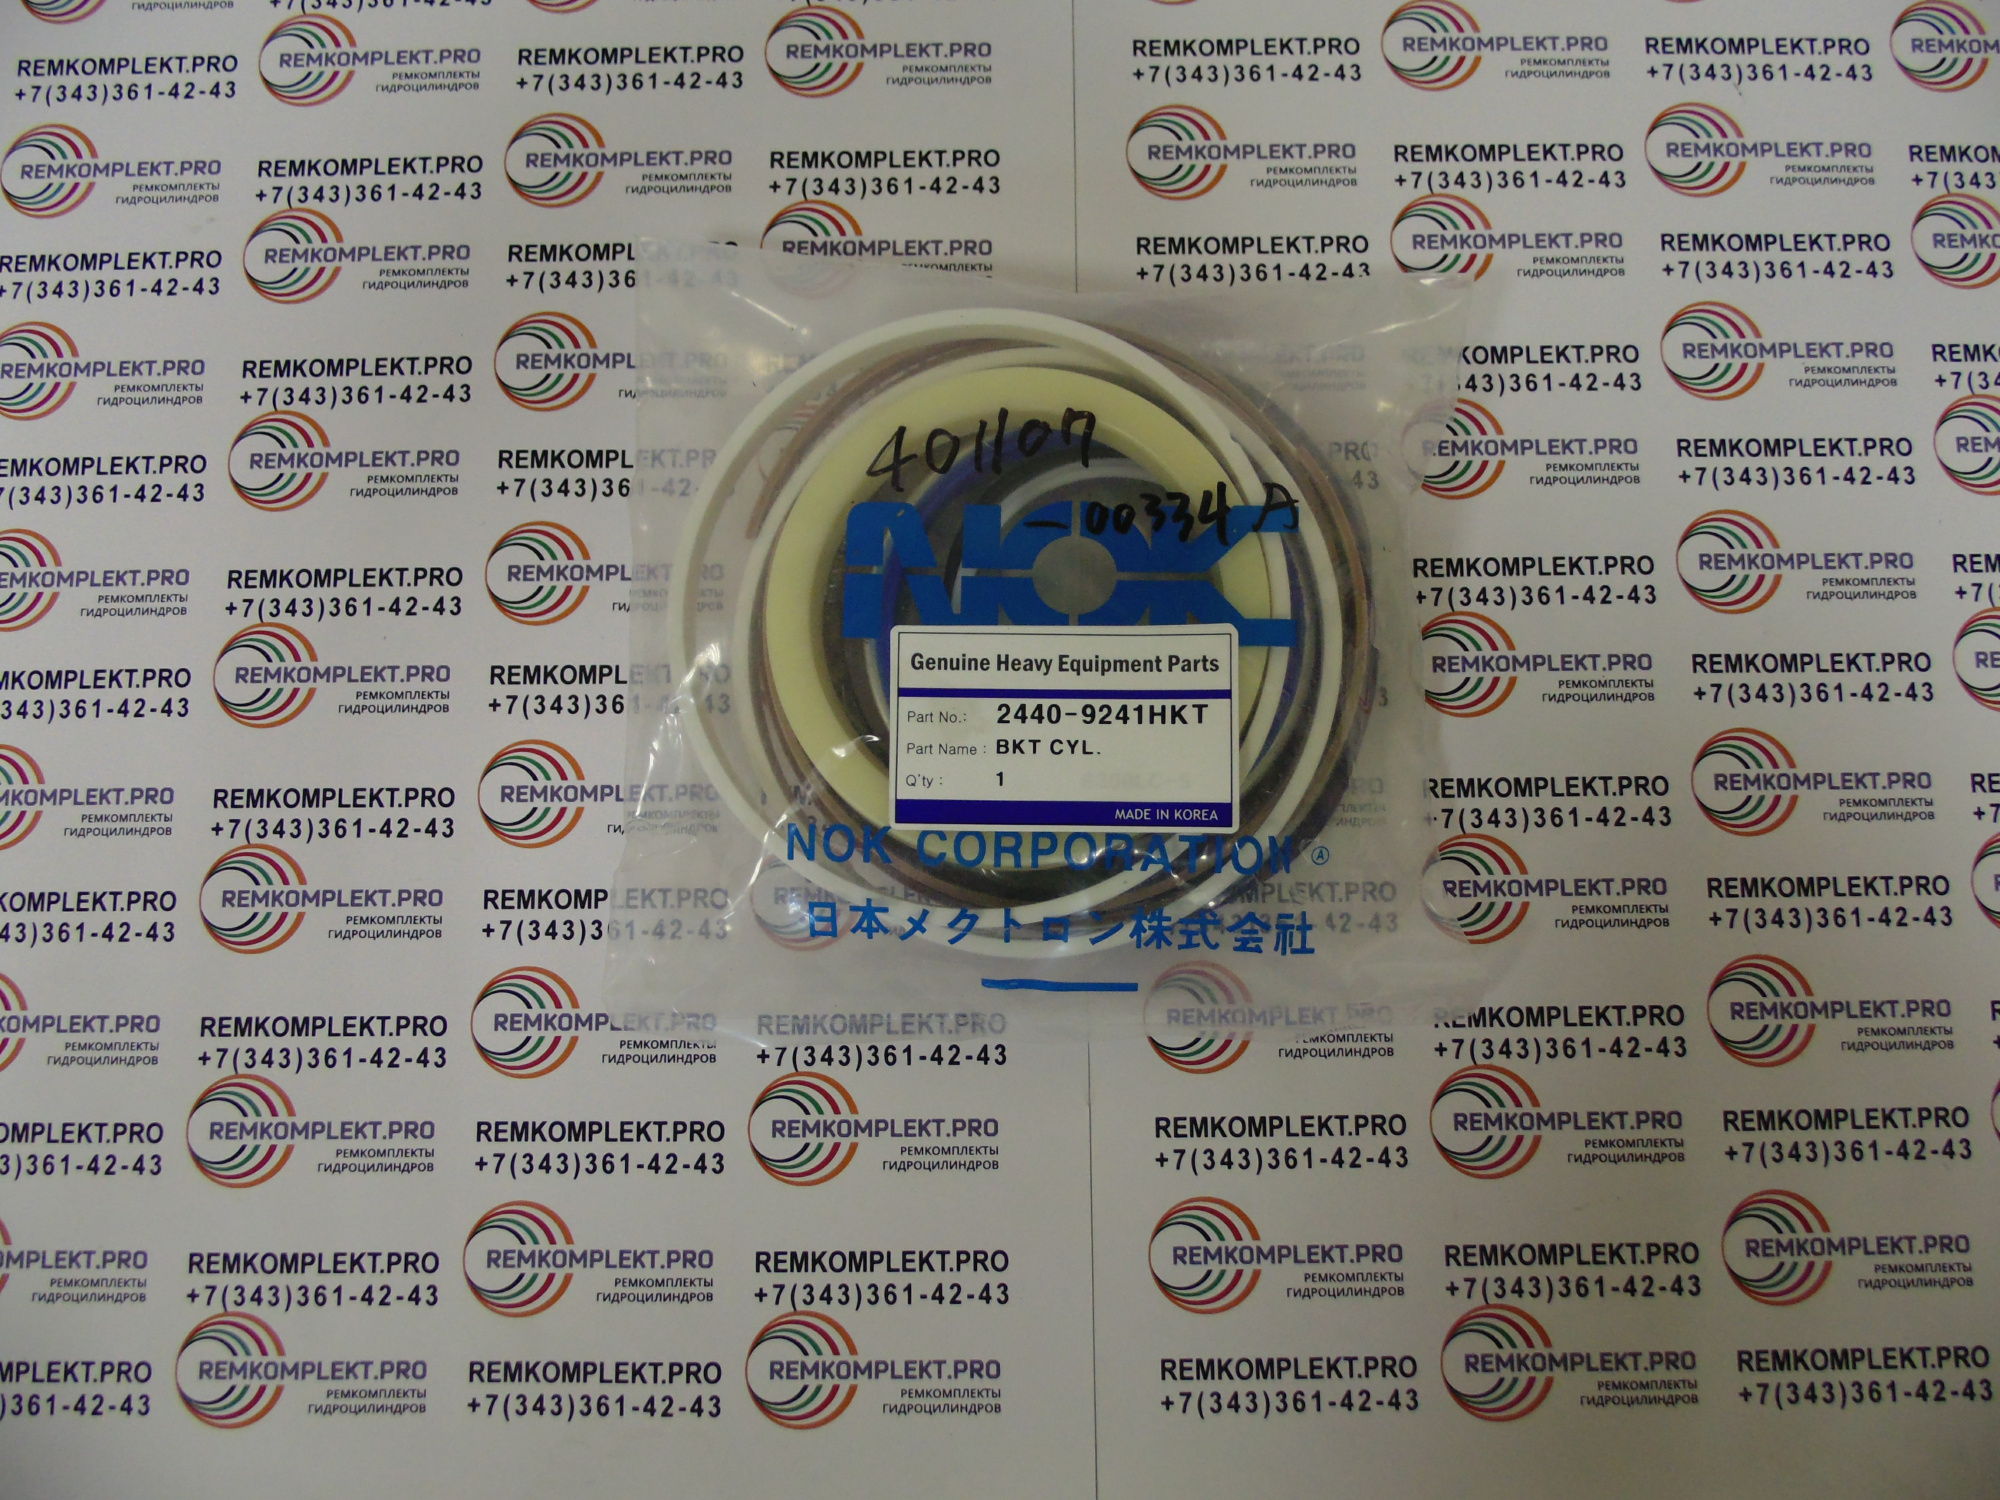 REMKOMPLEKT.PRO
+7(343)361-42-43
REMKOMPLEKT.PRO
РЕМКОМПЛЕКТЫ
ГИДРОЦИЛИНДРОВ
401107
-00334 A
NOK
Genuine Heavy Equipment Parts
Part No.: 2440-9241HKT
Part Name : BKT CYL.
Q'ty : 1
MADE IN KOREA
NOK CORPORATION
日本メクトロン株式会社